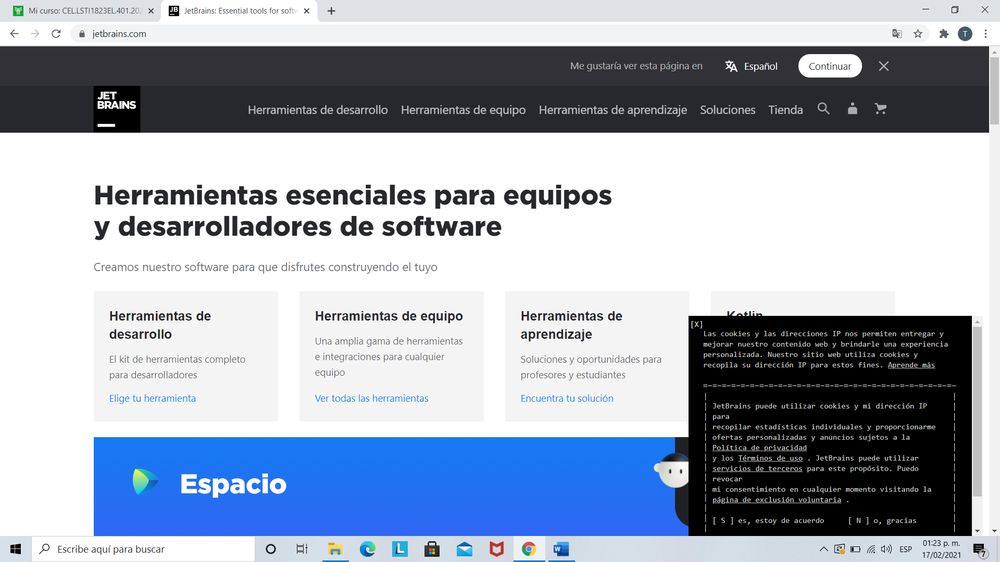 Mi curso: CEL.LSTI1823EL.401.202
JB JetBrains: Essential tools for softw
jetbrains.com
T
Me gustaría ver esta página en
Español
Continuar
JET
BRAINS
Herramientas de desarrollo
Herramientas de equipo
Herramientas de aprendizaje
Soluciones
Tienda
Herramientas esenciales para equipos
y desarrolladores de software
Creamos nuestro software para que disfrutes construyendo el tuyo
Herramientas de
desarrollo
El kit de herramientas completo
para desarrolladores
Elige tu herramienta
Herramientas de equipo
Una amplia gama de herramientas
e integraciones para cualquier
equipo
Ver todas las herramientas
Herramientas de
aprendizaje
Soluciones y oportunidades para
profesores y estudiantes
Encuentra tu solución
Kotlin
[X]
Las cookies y las direcciones IP nos permiten entregar y
mejorar nuestro contenido web y brindarle una experiencia
personalizada. Nuestro sitio web utiliza cookies y
recopila su dirección IP para estos fines. Aprende más
JetBrains puede utilizar cookies y mi dirección IP
para
recopilar estadísticas individuales y proporcionarme
ofertas personalizadas y anuncios sujetos a la
Política de privacidad
y los Términos de uso . JetBrains puede utilizar
servicios de terceros para este propósito. Puedo
revocar
mi consentimiento en cualquier momento visitando la
página de exclusión voluntaria .
[ S ] es, estoy de acuerdo [ N ] o, gracias
Espacio
Escribe aquí para buscar
L
W
ESP
01:23 p. m.
17/02/2021
7